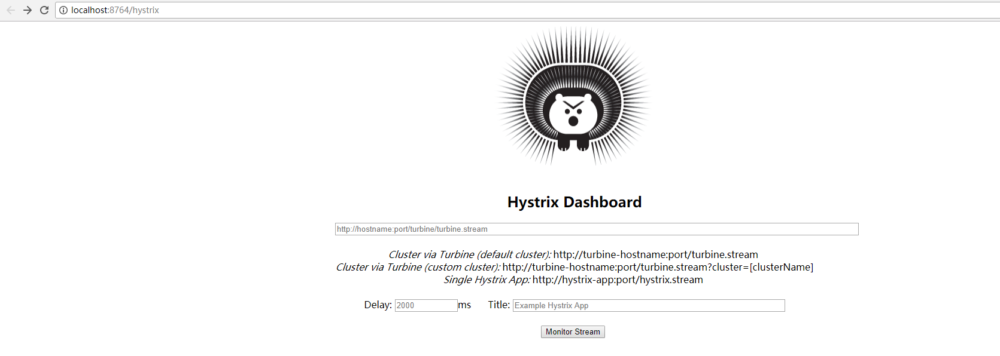 localhost:8764/hystrix
Hystrix Dashboard
http://hostname:port/turbine/turbine.stream
Cluster via Turbine (default cluster): http://turbine-hostname:port/turbine.stream
Cluster via Turbine (custom cluster): http://turbine-hostname:port/turbine.stream?cluster=[clusterName]
Single Hystrix App: http://hystrix-app:port/hystrix.stream
Delay: 2000 ms Title: Example Hystrix App
Monitor Stream